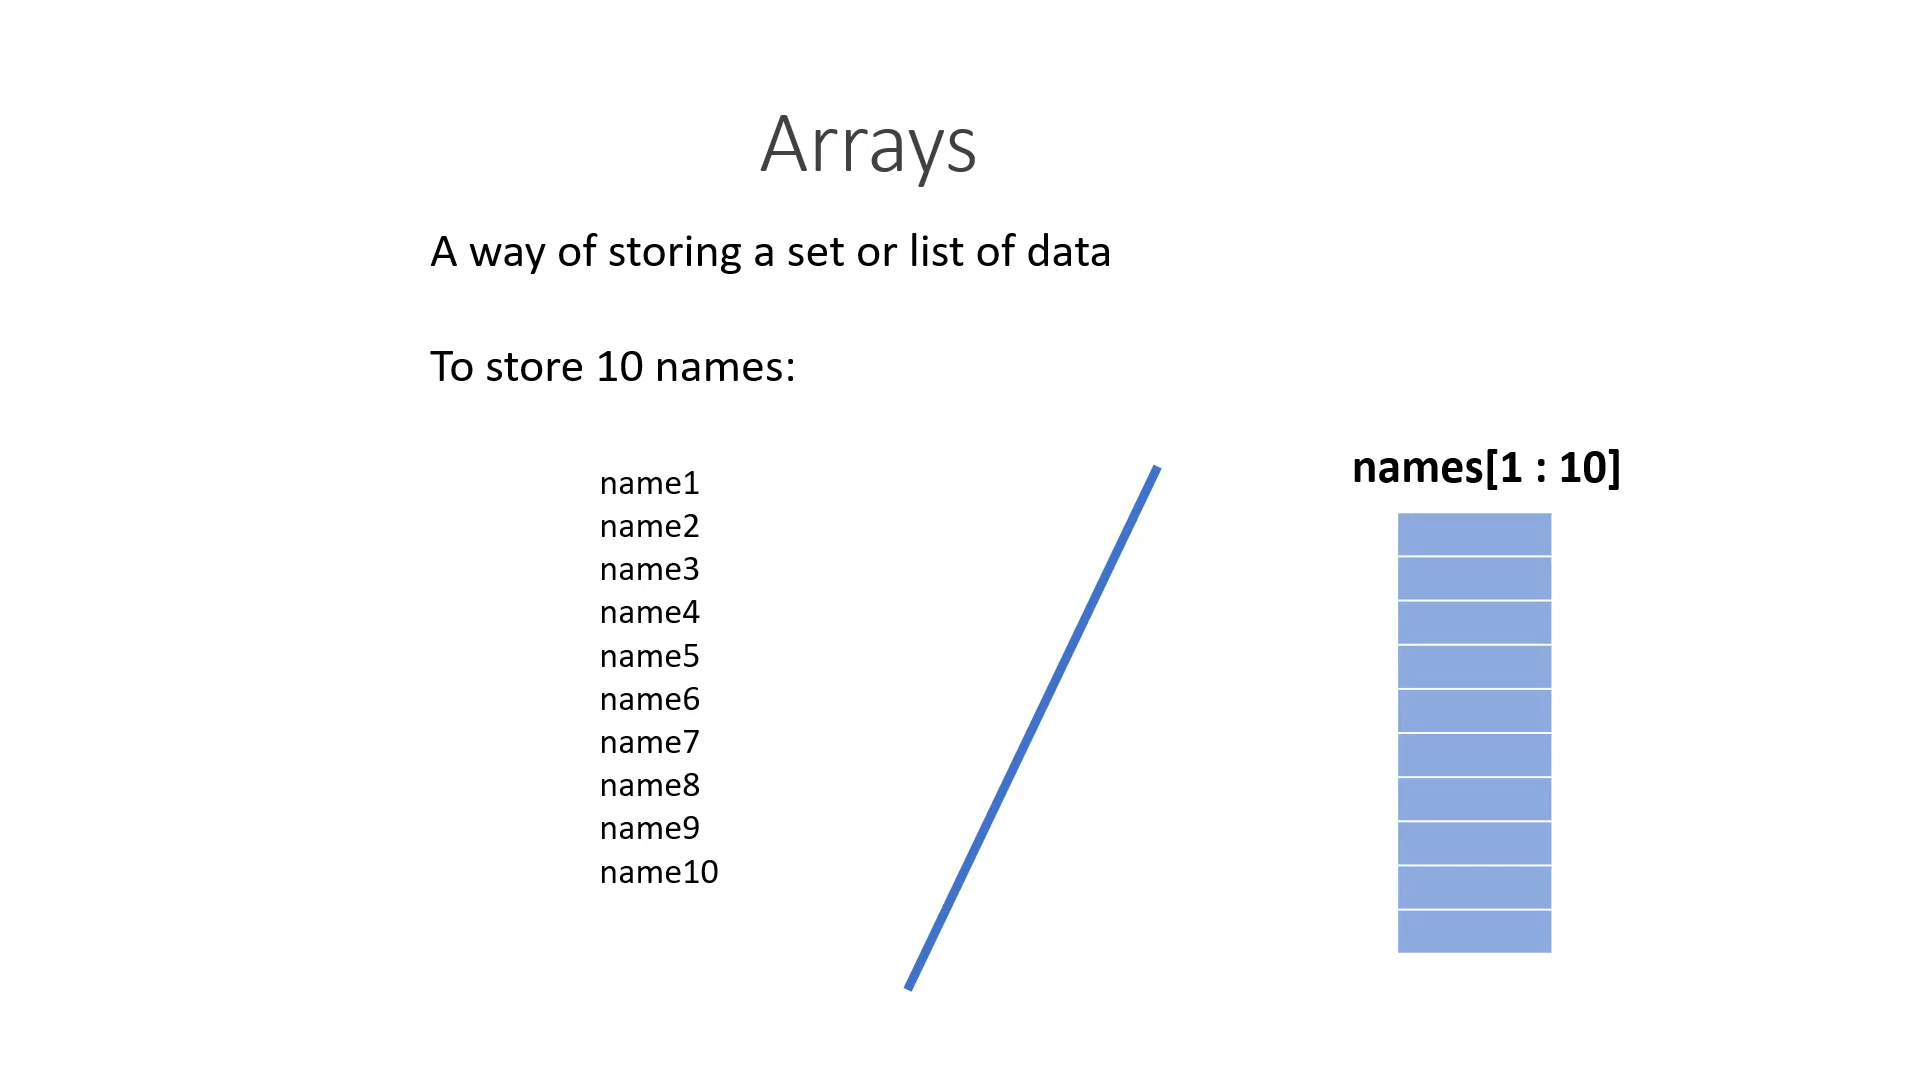 Arrays
A way of storing a set or list of data
To store 10 names:
name1
name2
name3
name4
name5
name6
name7
name8
name9
name10
names[1 : 10]